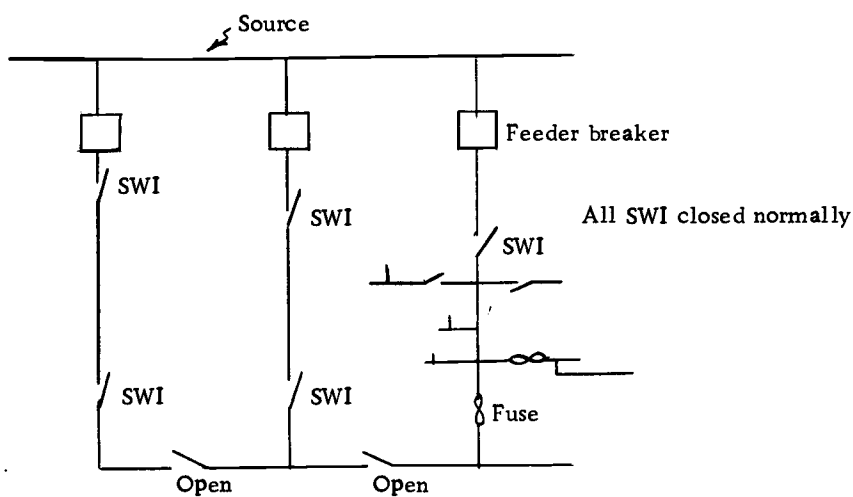 Source
Feeder breaker
SWI
SWI
All SWI closed normally
SWI
SWI
SWI
Fuse
Open
Open